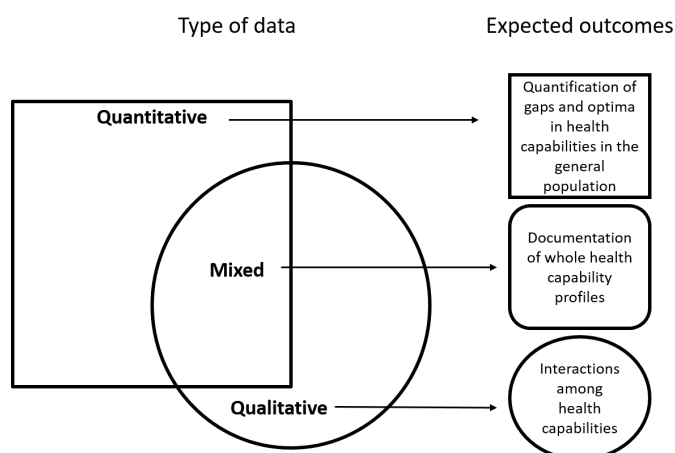 Type of data
Expected outcomes
Quantitative
Quantification of
gaps and optima
in health
capabilities in the
general
population
Mixed
Documentation
of whole health
capability
profiles
Qualitative
Interactions
among
health
capabilities